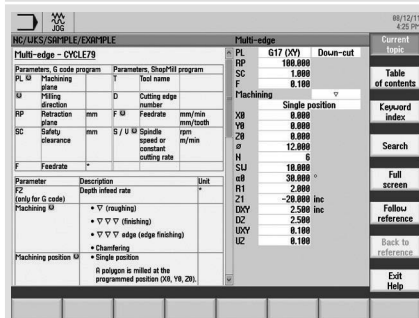 JOG
08/12/11
4:25 PM
NC/WKS/SAMPLE/EXAMPLE
Multi-edge
Current topic
Multi-edge – CYCLE79
Parameters, G code program
Parameters, ShopMill program
PL Machining plane
T Tool name
Milling direction
D Cutting edge number
RP Retraction plane mm
F Feedrate mm/min mm/tooth
SC Safety clearance mm
S / V Spindle speed or constant cutting rate rpm m/min
F Feedrate *
Parameter Description Unit
FZ (only for G code) Depth infeed rate *
Machining • ▽ (roughing)
• ▽ ▽ ▽ (finishing)
• ▽ ▽ ▽ edge (edge finishing)
• Chamfering
Machining position • Single position
A polygon is milled at the
programmed position (X0, Y0, Z0).
PL G17 (XY) Down-cut
RP 100.000
SC 1.000
F 0.100
Machining ▽
Single position
X0 0.000
Y0 0.000
Z0 0.000
ø 12.000
N 6
SW 10.000
α0 30.000 °
R1 2.000
Z1 -20.000 inc
DXY 2.500 inc
DZ 2.500
UXY 0.100
UZ 0.100
Table of contents
Keyword index
Search
Full screen
Follow reference
Back to reference
Exit Help